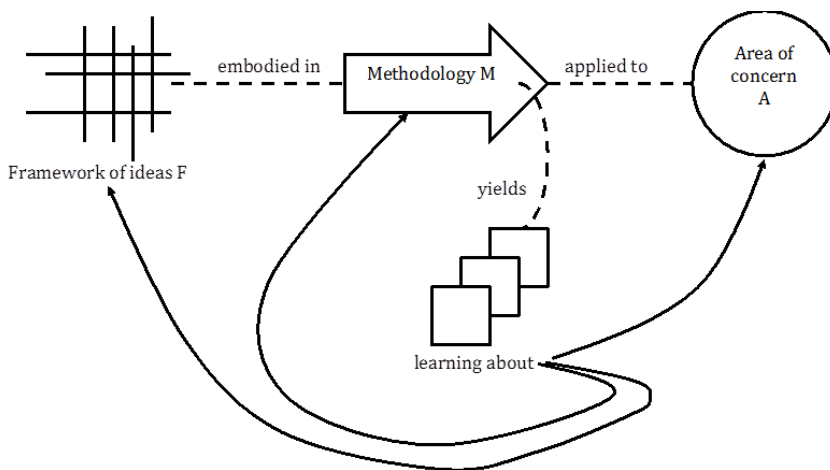 embodied in
Methodology M
applied to
Area of
concern
A
Framework of ideas F
yields
learning about